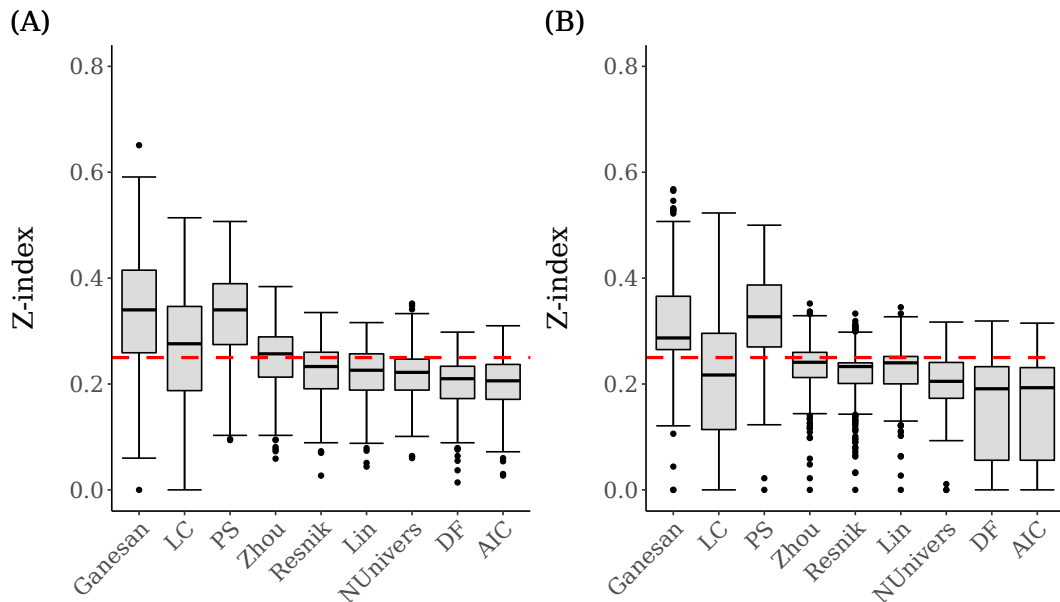 (A)
Z-index
0.8
0.6
0.4
0.2
0.0
Ganesan
LC
PS
Zhou
Resnik
Lin
NUnivers
DF
AIC
(B)
Z-index
0.8
0.6
0.4
0.2
0.0
Ganesan
LC
PS
Zhou
Resnik
Lin
NUnivers
DF
AIC